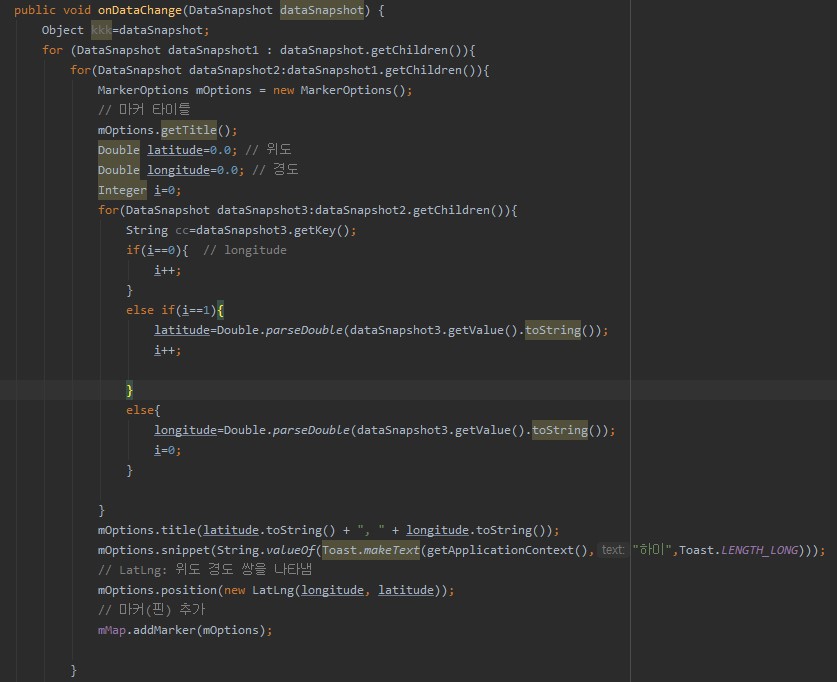 public void onDataChange(DataSnapshot dataSnapshot) {
Object kkk=dataSnapshot;
for (DataSnapshot dataSnapshot1 : dataSnapshot.getChildren()){
for(DataSnapshot dataSnapshot2:dataSnapshot1.getChildren()){
MarkerOptions mOptions = new MarkerOptions();
// 마커 타이틀
mOptions.getTitle();
Double latitude=0.0; // 위도
Double longitude=0.0; // 경도
Integer i=0;
for(DataSnapshot dataSnapshot3:dataSnapshot2.getChildren()){
String cc=dataSnapshot3.getKey();
if(i==0){ // longitude
i++;
}
else if(i==1){
latitude=Double.parseDouble(dataSnapshot3.getValue().toString());
i++;
}
else{
longitude=Double.parseDouble(dataSnapshot3.getValue().toString());
i=0;
}
}
mOptions.title(latitude.toString() + ", " + longitude.toString());
mOptions.snippet(String.valueOf(Toast.makeText(getApplicationContext(), text: "하이",Toast.LENGTH_LONG)));
// LatLng: 위도 경도 쌍을 나타냄
mOptions.position(new LatLng(longitude, latitude));
// 마커(핀) 추가
mMap.addMarker(mOptions);
}